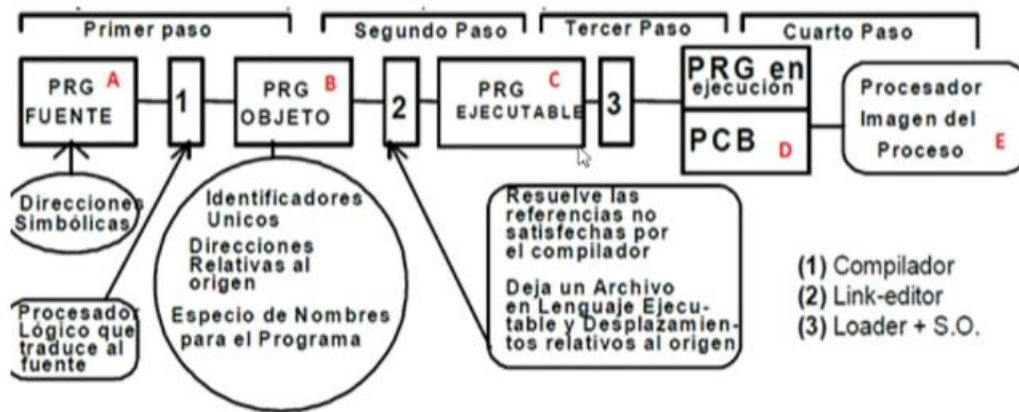 Primer paso
Segundo Paso
Tercer Paso
Cuarto Paso
PRG A
FUENTE
1
PRG B
OBJETO
2
PRG C
EJECUTABLE
3
PRG en
ejecución
PCB D
Procesador
Imagen del
Proceso E
Direcciones
Simbólicas
Procesador
Lógico que
traduce al
fuente
Identificadores
Unicos
Direcciones
Relativas al
origen
Especio de Nombres
para el Programa
Resuelve las
referencias no
satisfechas por
el compilador
Deja un Archivo
en Lenguaje Ejecu-
table y Desplazamien-
tos relativos al origen
(1) Compilador
(2) Link-editor
(3) Loader + S.O.